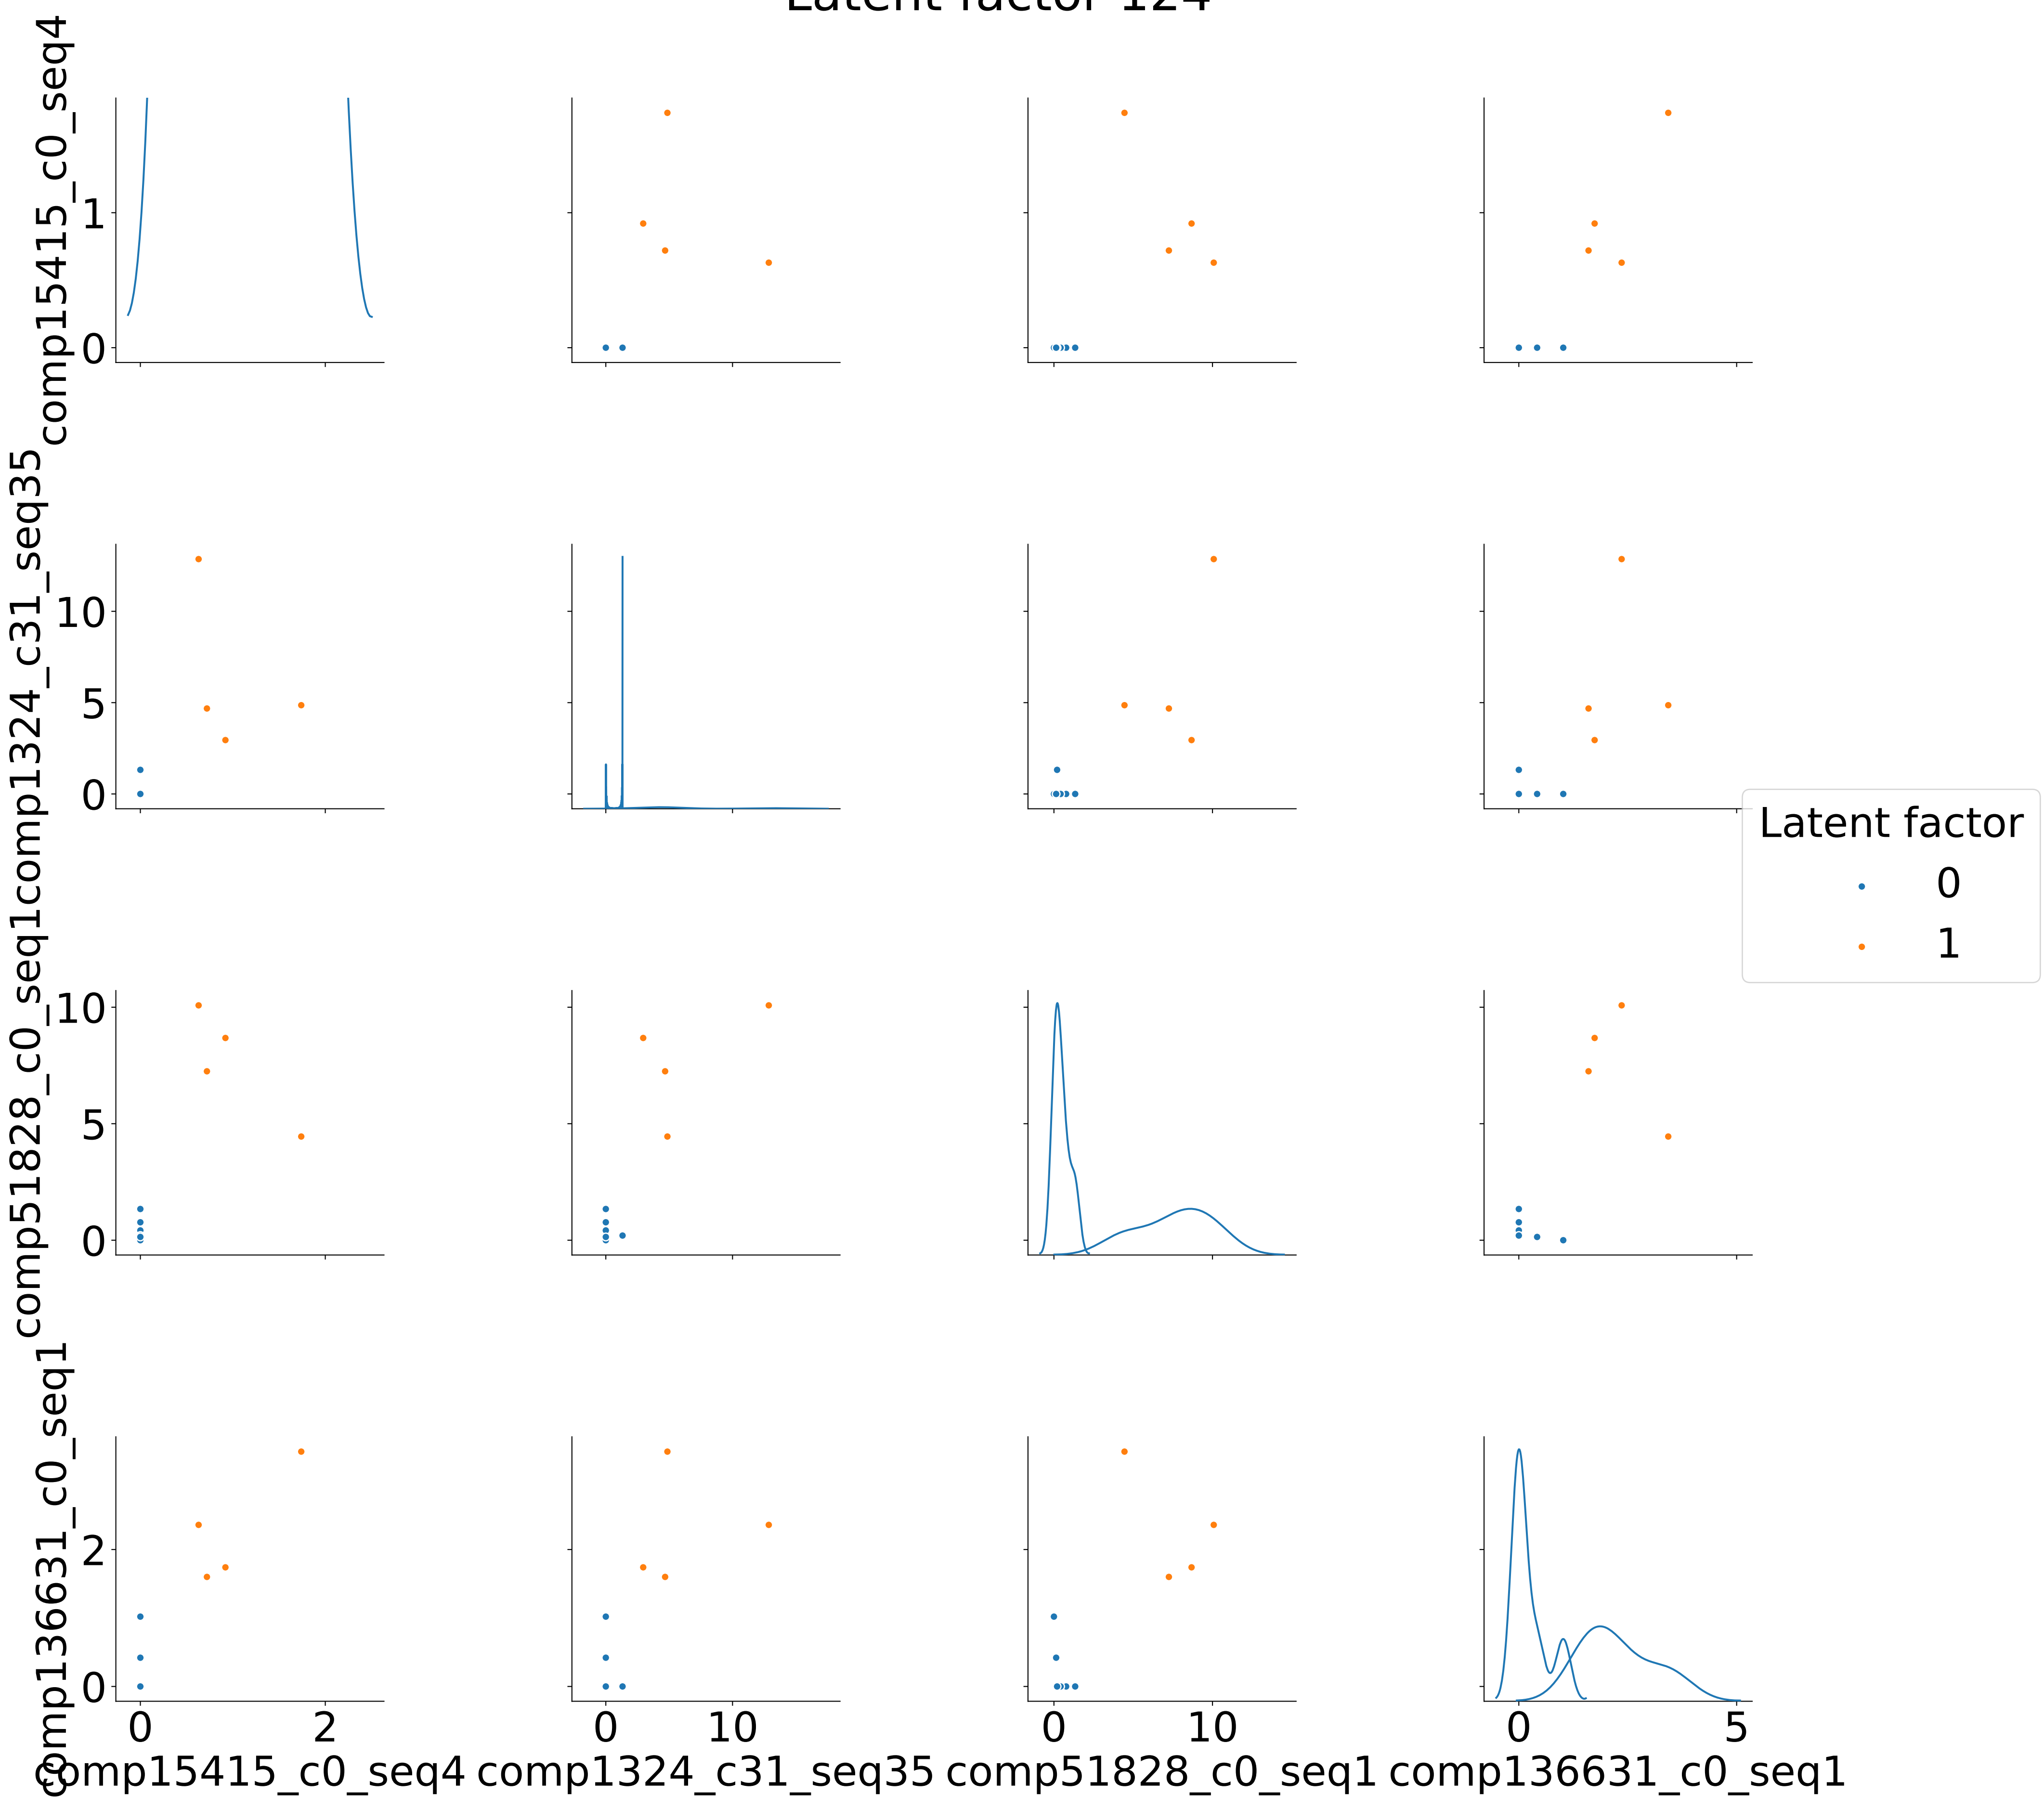 Latent factor 124
comp15415_c0_seq4
1
0
comp1324_c31_seq35
10
5
0
Latent factor
0
1
comp51828_c0_seq1
10
5
0
comp136631_c0_seq1
2
0
0 2 0 10 0 10 0 5
comp15415_c0_seq4 comp1324_c31_seq35 comp51828_c0_seq1 comp136631_c0_seq1